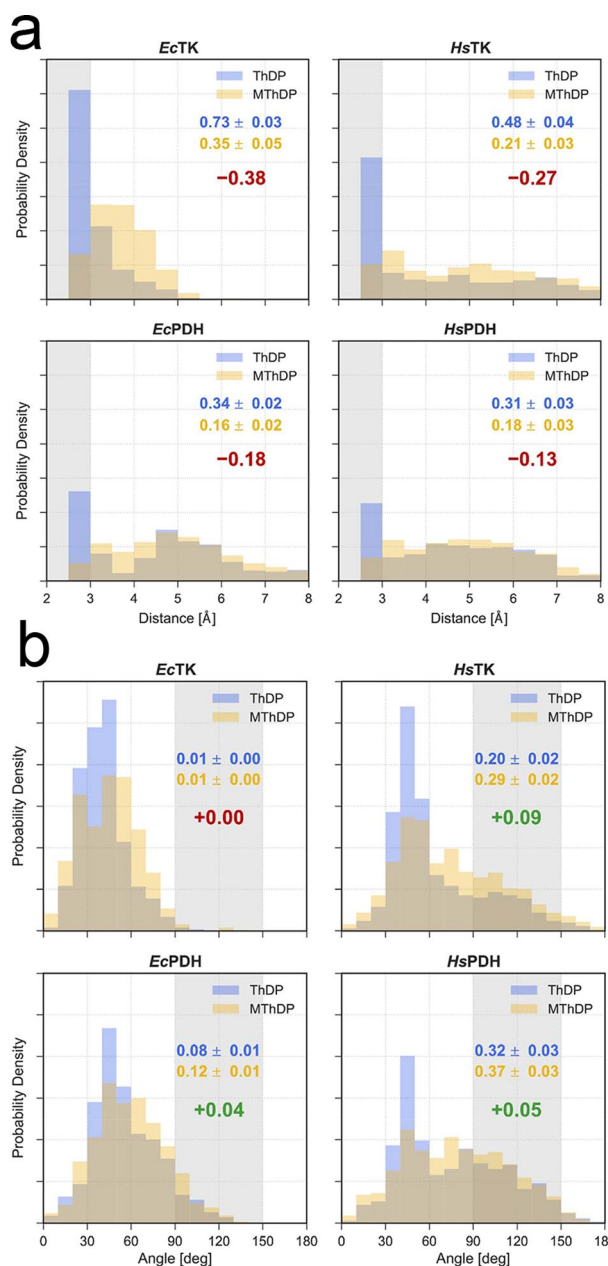 a
EcTK
ThDP
MThDP
0.73 ± 0.03
0.35 ± 0.05
−0.38
Probability Density
HsTK
ThDP
MThDP
0.48 ± 0.04
0.21 ± 0.03
−0.27
EcPDH
ThDP
MThDP
0.34 ± 0.02
0.16 ± 0.02
−0.18
Probability Density
2 3 4 5 6 7 8
Distance [Å]
HsPDH
ThDP
MThDP
0.31 ± 0.03
0.18 ± 0.03
−0.13
2 3 4 5 6 7 8
Distance [Å]
b
EcTK
ThDP
MThDP
0.01 ± 0.00
0.01 ± 0.00
+0.00
Probability Density
HsTK
ThDP
MThDP
0.20 ± 0.02
0.29 ± 0.02
+0.09
EcPDH
ThDP
MThDP
0.08 ± 0.01
0.12 ± 0.01
+0.04
Probability Density
0 30 60 90 120 150 180
Angle [deg]
HsPDH
ThDP
MThDP
0.32 ± 0.03
0.37 ± 0.03
+0.05
0 30 60 90 120 150 18
Angle [deg]